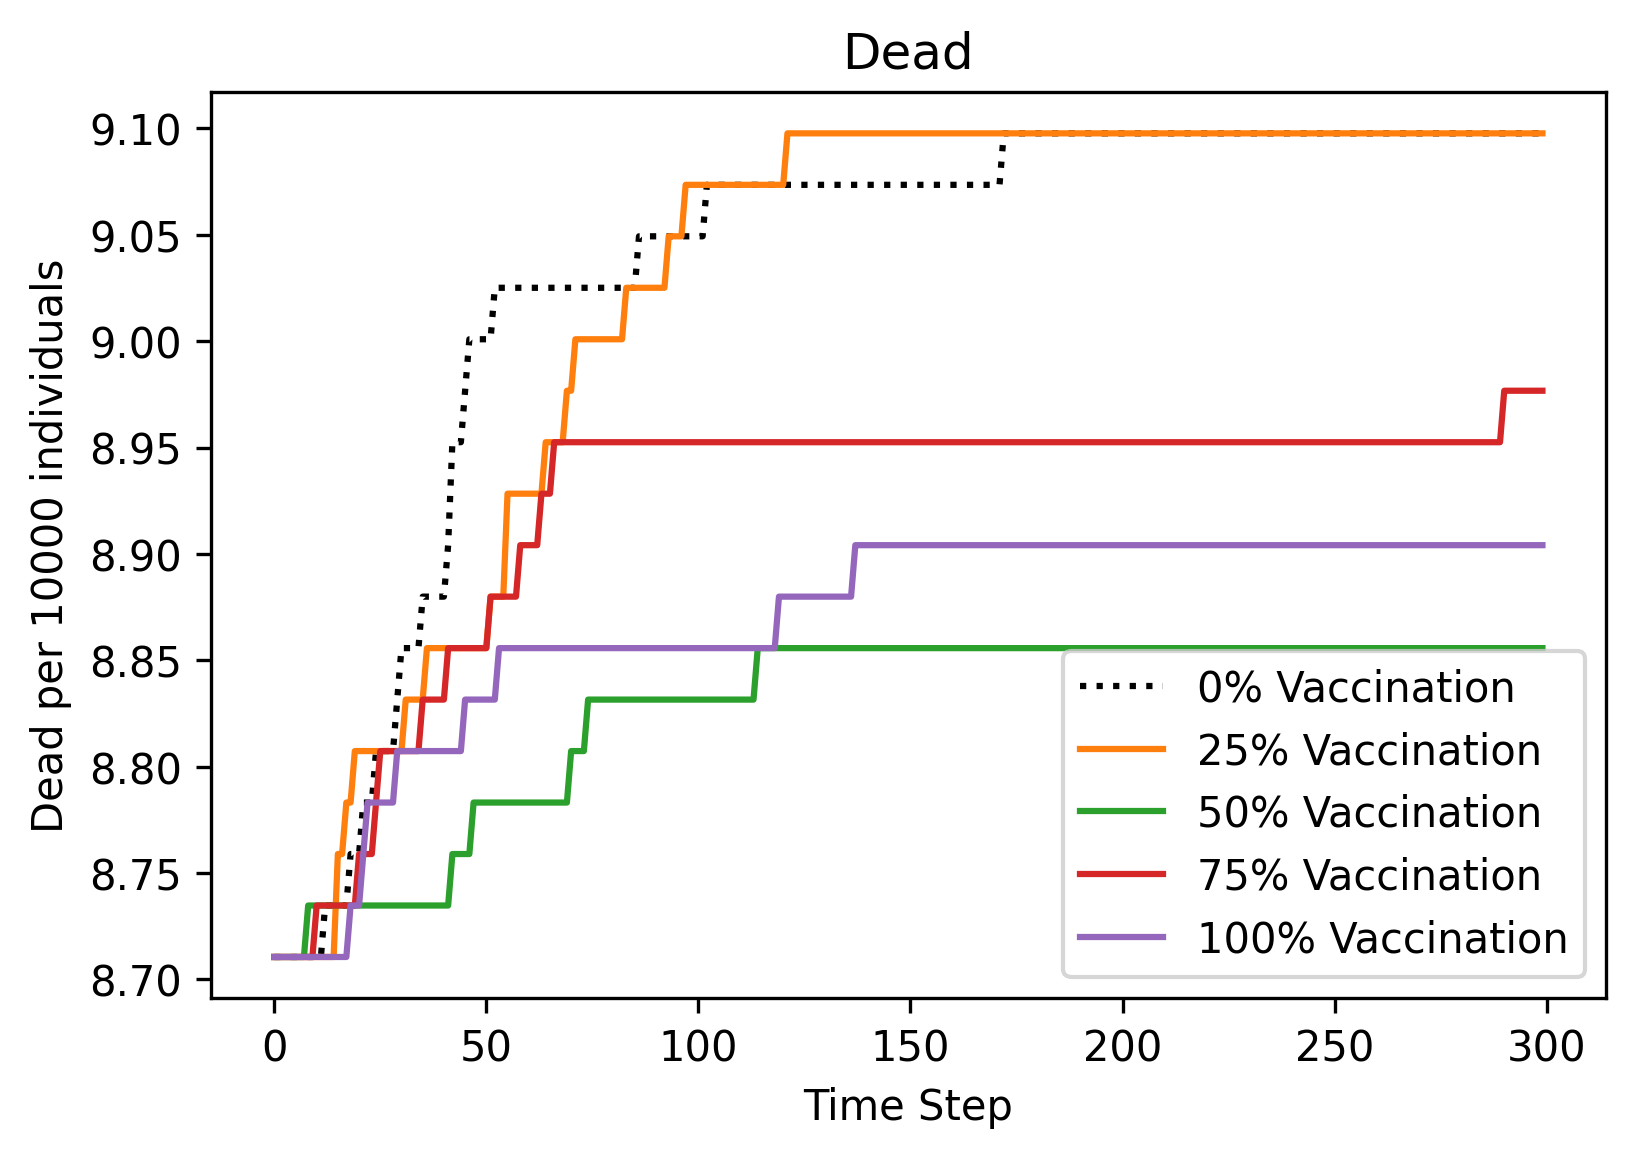 Dead
9.10
9.05
9.00
8.95
8.90
8.85
8.80
8.75
8.70
Dead per 10000 individuals
0% Vaccination
25% Vaccination
50% Vaccination
75% Vaccination
100% Vaccination
0 50 100 150 200 250 300
Time Step